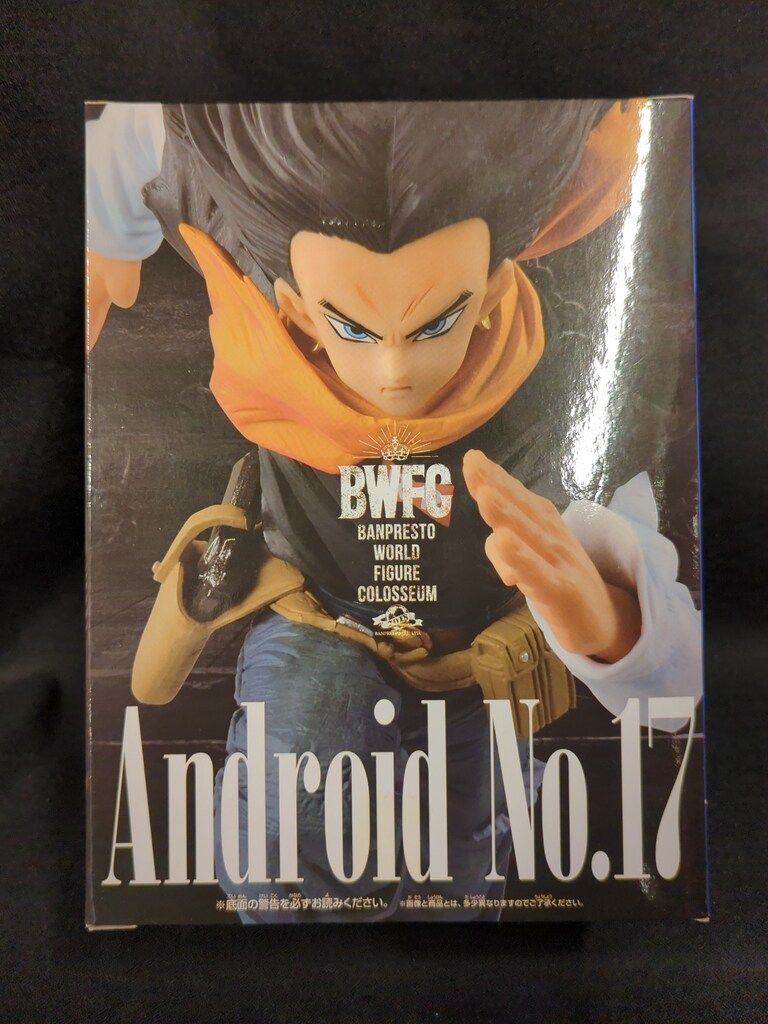 BWFC
BANPRESTO
WORLD
FIGURE
COLOSSEUM
Android No.17
※底面の警告を必ずお読みください。 ※画像と商品とは、多少異なりますのでご了承ください。